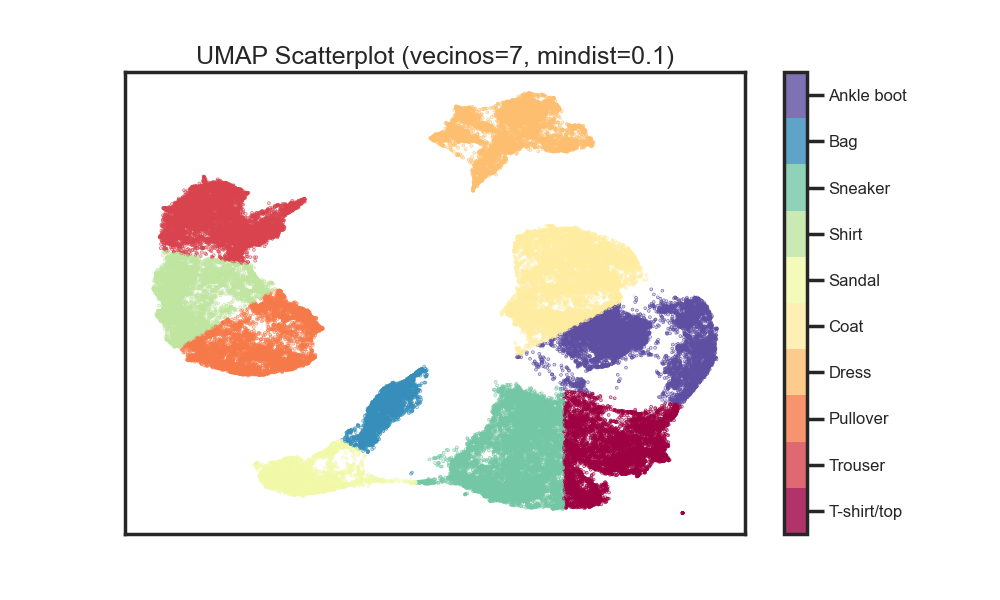 UMAP Scatterplot (vecinos=7, mindist=0.1)
Ankle boot
Bag
Sneaker
Shirt
Sandal
Coat
Dress
Pullover
Trouser
T-shirt/top